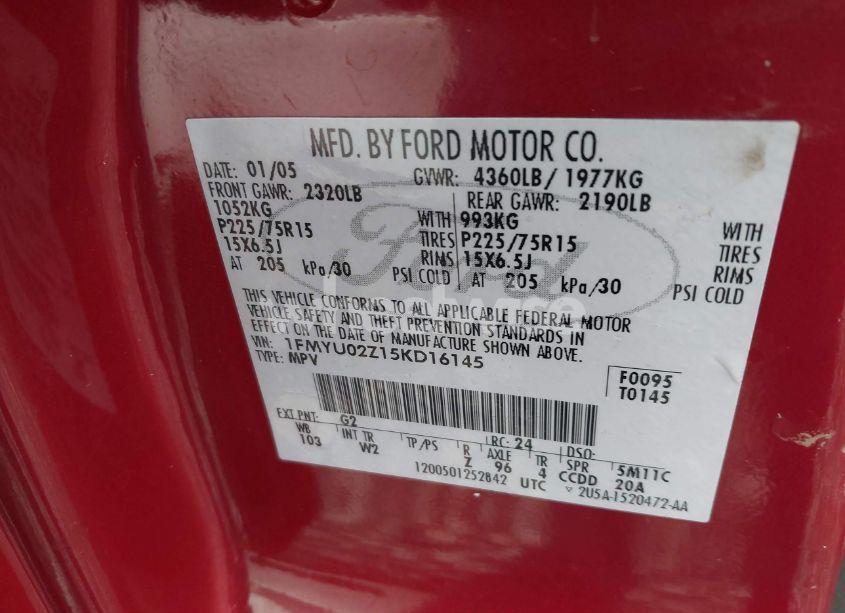 MFD. BY FORD MOTOR CO.
DATE: 01/05 GVWR: 4360LB/ 1977KG
FRONT GAWR: 2320LB REAR GAWR: 2190LB
1052KG WITH 993KG WITH
P225/75R15 TIRES P225/75R15 TIRES
15X6.5J RIMS 15X6.5J RIMS
AT 205 kPa/30 PSI COLD AT 205 kPa/30 PSI COLD
Ford
THIS VEHICLE CONFORMS TO ALL APPLICABLE FEDERAL MOTOR
VEHICLE SAFETY AND THEFT PREVENTION STANDARDS IN
EFFECT ON THE DATE OF MANUFACTURE SHOWN ABOVE.
VIN: 1FMYU02Z15KD16145
TYPE: MPV
F0095
T0145
EXT PNT: G2 RC: 24 DSO:
WB INT TR TP/PS R AXLE TR SPR 5M11C
103 W2 Z 96 4 CCDD 20A
1200501252842 UTC 2U5A-1520472-AA